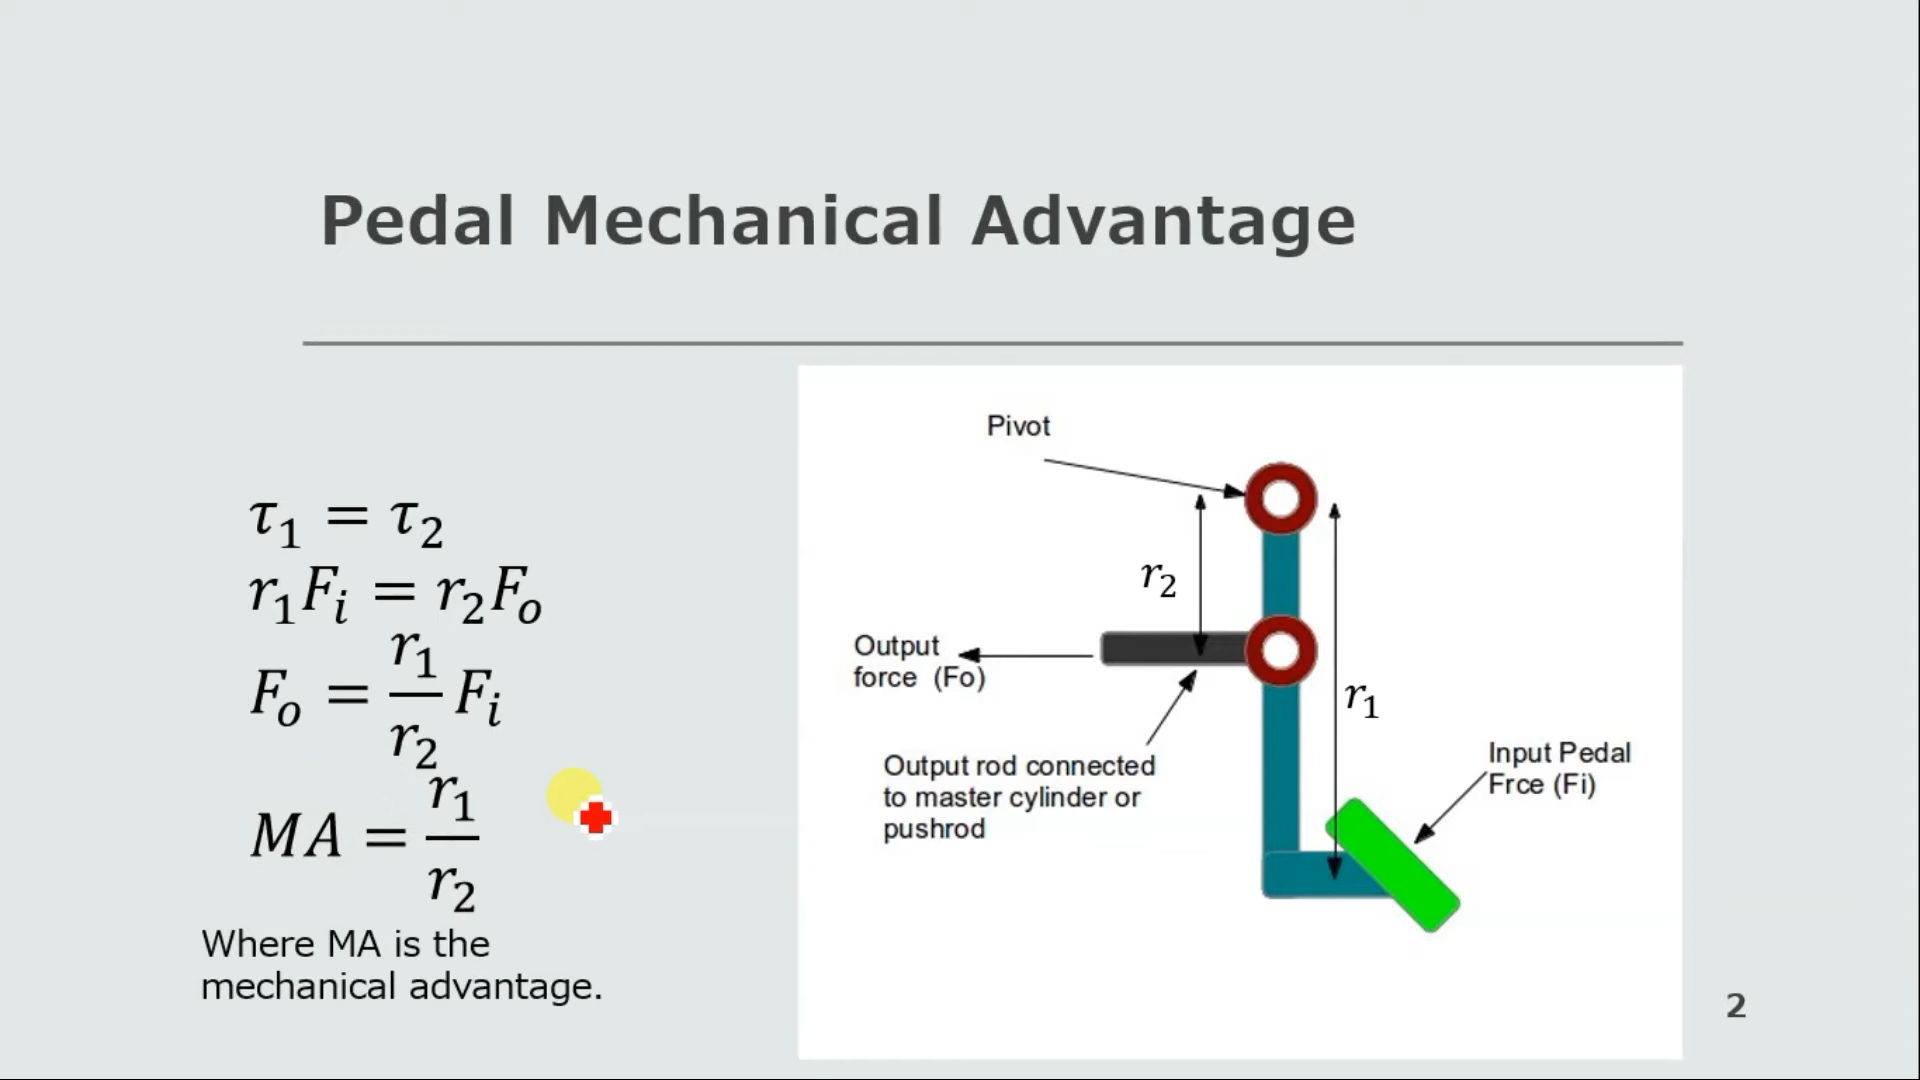 Pedal Mechanical Advantage
τ₁ = τ₂
r₁Fᵢ = r₂Fₒ
Fₒ = r₁/r₂ Fᵢ
MA = r₁/r₂
Where MA is the
mechanical advantage.
Pivot
r₂
Output
force (Fo)
r₁
Output rod connected
to master cylinder or
pushrod
Input Pedal
Frce (Fi)
2